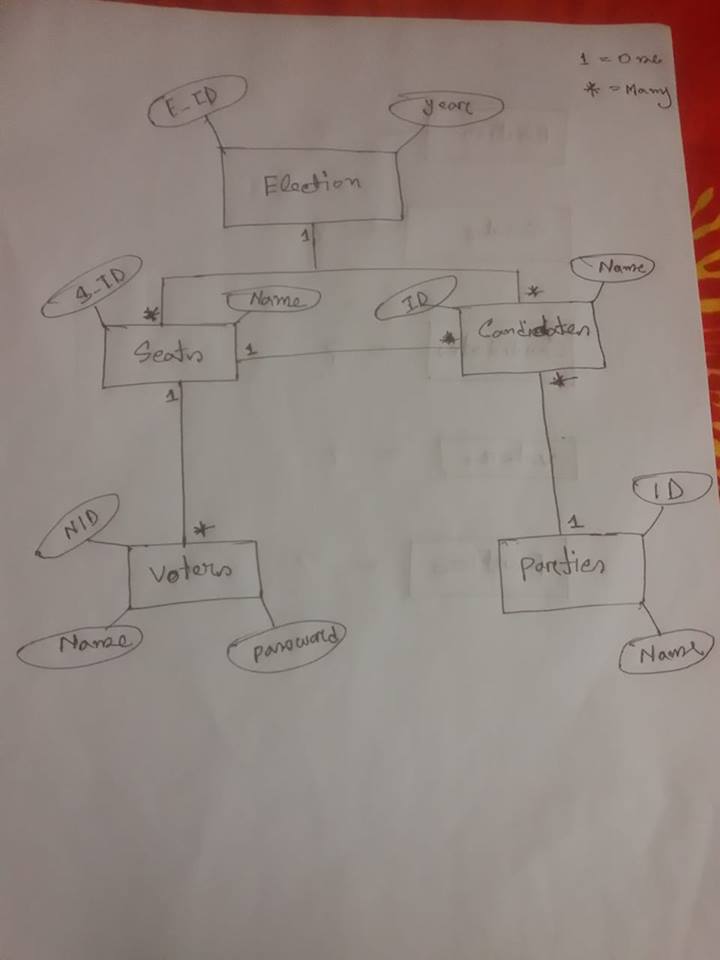 1 = One
* = Many
E_ID
year
Election
1
S_ID
Name
ID
Name
*
*
Seats
1
*
Candidates
1
*
NID
ID
*
1
Voters
Parties
Name
Password
Name